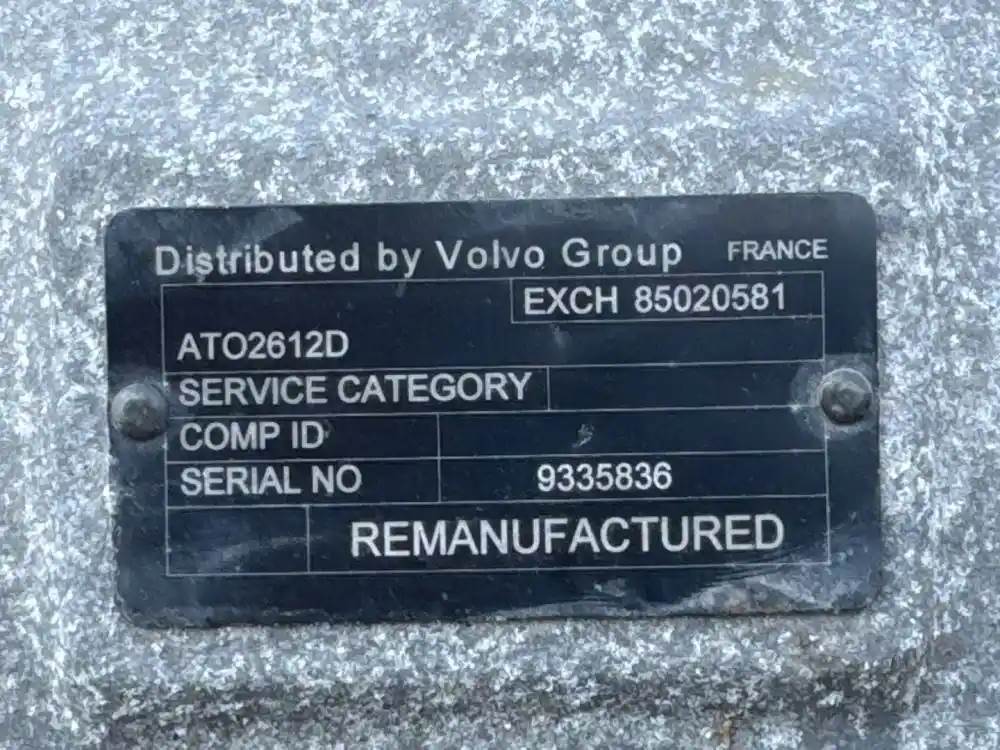 Distributed by Volvo Group FRANCE
EXCH 85020581
ATO2612D
SERVICE CATEGORY
COMP ID
SERIAL NO 9335836
REMANUFACTURED